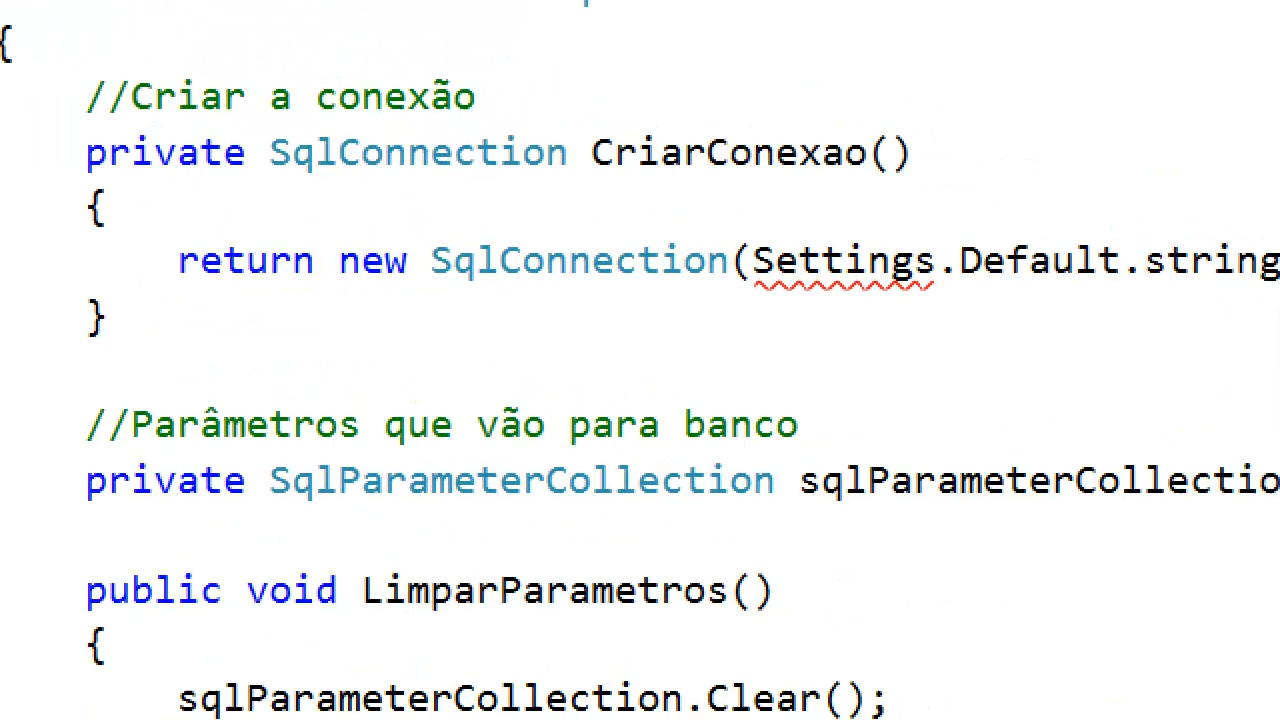 {
//Criar a conexão
private SqlConnection CriarConexao()
{
return new SqlConnection(Settings.Default.string
}
//Parâmetros que vão para banco
private SqlParameterCollection sqlParameterCollectio
public void LimparParametros()
{
sqlParameterCollection.Clear();